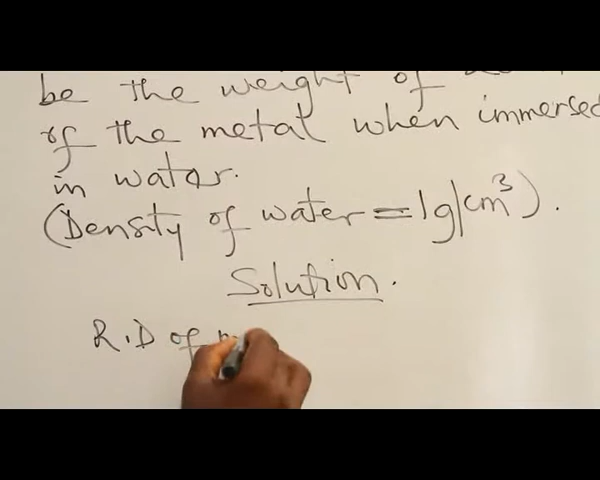 be the weight of
of the metal when immersed
in water.
(Density of water = 1g/cm³).
Solution.
R.D of